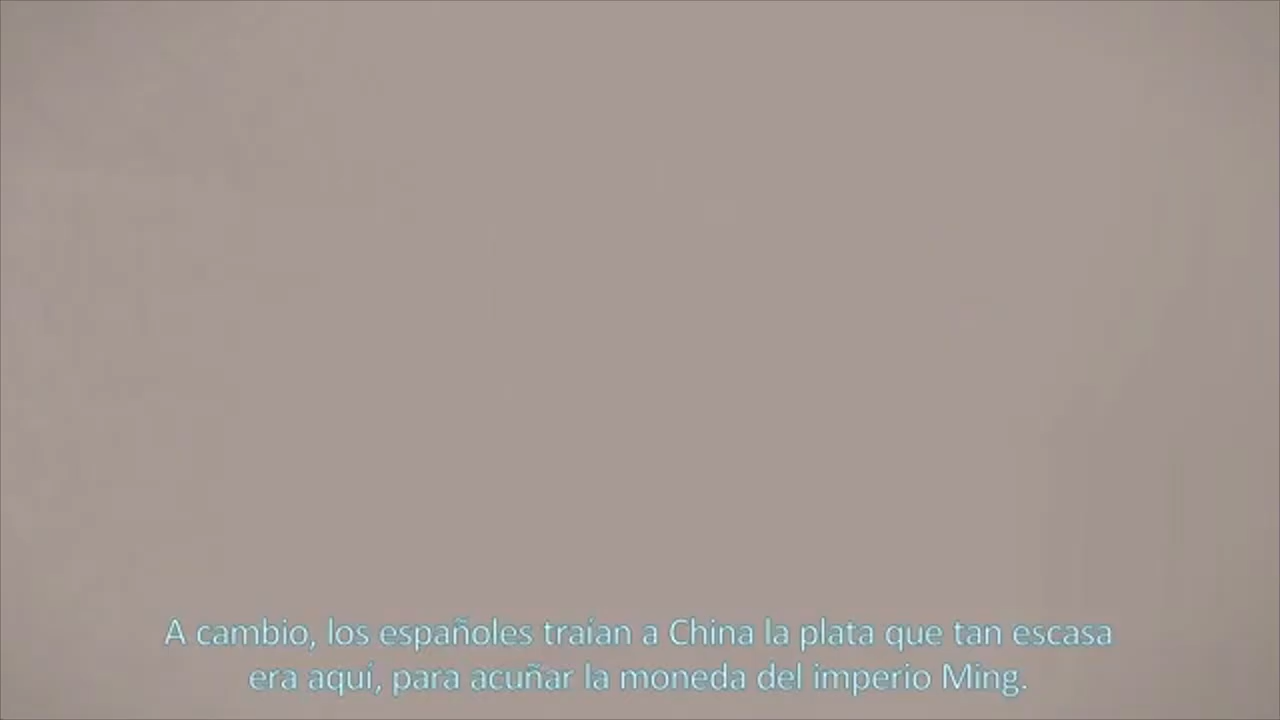 A cambio, los españoles traían a China la plata que tan escasa
era aquí, para acuñar la moneda del imperio Ming.